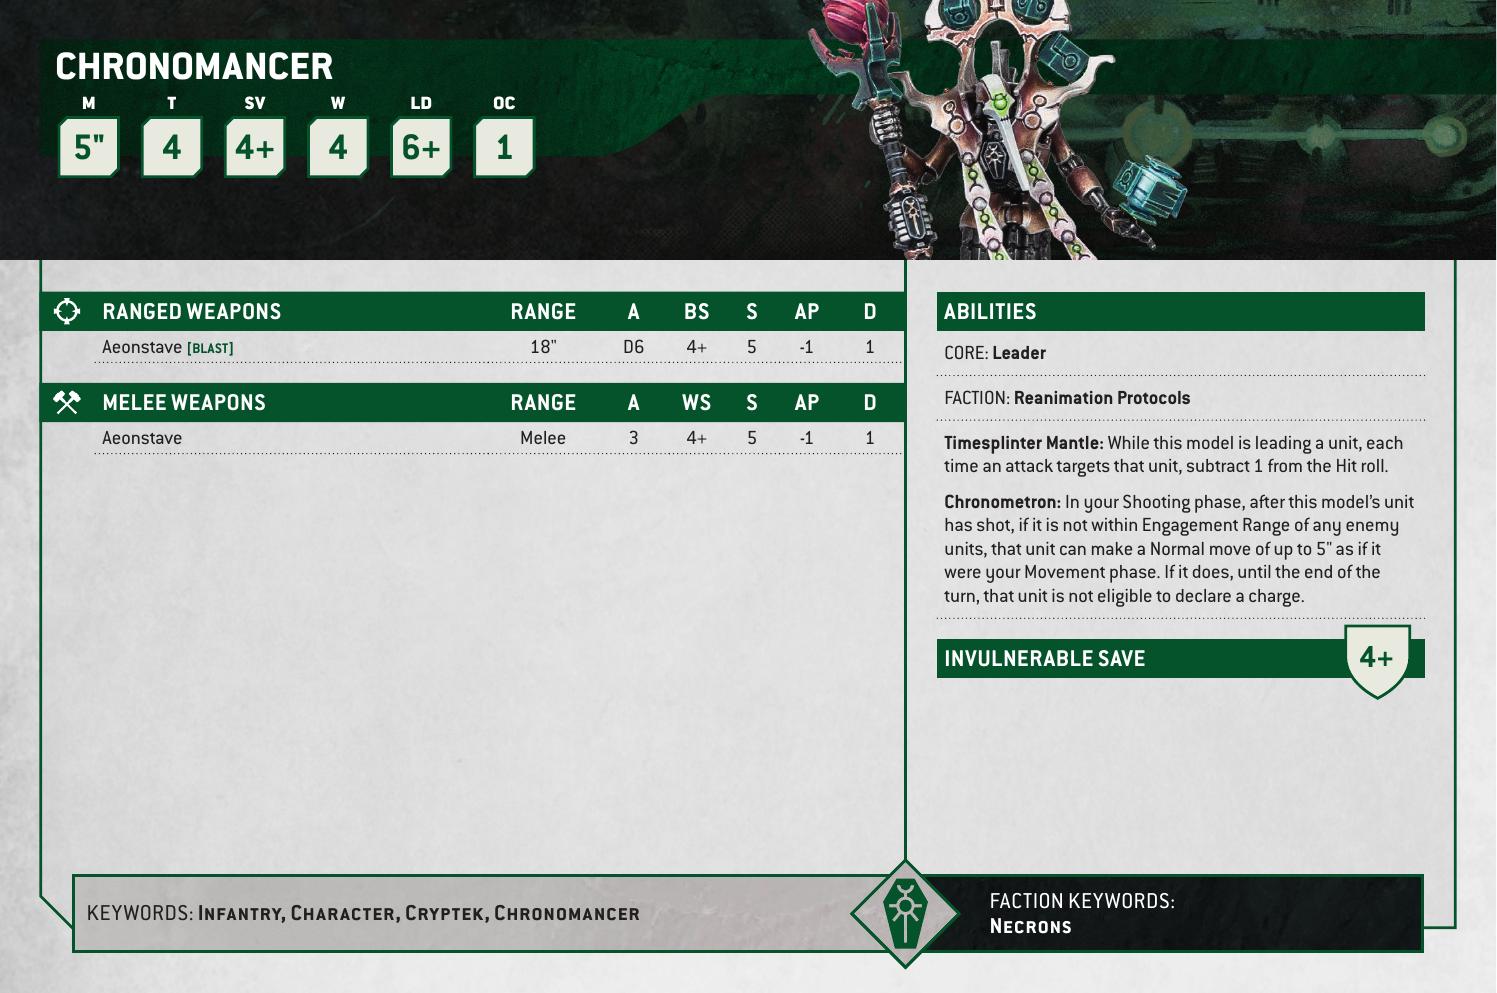 CHRONOMANCER
M T SV W LD OC
5" 4 4+ 4 6+ 1
RANGED WEAPONS RANGE A BS S AP D
Aeonstave [BLAST] 18" D6 4+ 5 -1 1
MELEE WEAPONS RANGE A WS S AP D
Aeonstave Melee 3 4+ 5 -1 1
ABILITIES
CORE: Leader
FACTION: Reanimation Protocols
Timesplinter Mantle: While this model is leading a unit, each
time an attack targets that unit, subtract 1 from the Hit roll.
Chronometron: In your Shooting phase, after this model’s unit
has shot, if it is not within Engagement Range of any enemy
units, that unit can make a Normal move of up to 5" as if it
were your Movement phase. If it does, until the end of the
turn, that unit is not eligible to declare a charge.
INVULNERABLE SAVE 4+
KEYWORDS: INFANTRY, CHARACTER, CRYPTEK, CHRONOMANCER
FACTION KEYWORDS:
NECRONS